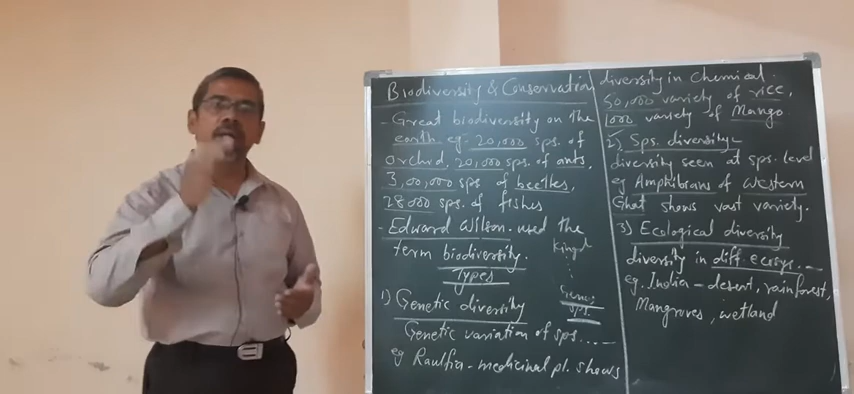 Biodiversity & Conservation
- Great biodiversity on the
earth. eg. 20,000 sps. of
orchid, 20,000 sps. of ants,
3,00,000 sps. of beetles,
28000 sps. of fishes
- Edward Wilson. used the
term biodiversity.
Types
1) Genetic diversity
Genetic variation of sps.....
eg Raulfia - medicinal pl. shows
Kingd
:
Genus
sps.
diversity in chemical.
50,000 variety of rice,
1000 variety of Mango
2) Sps. diversity -
diversity seen at sps. level
eg Amphibians of Western
Ghat shows vast variety.
3) Ecological diversity
diversity in diff. ecosys....
eg. India - desert, rainforest,
Mangroves, wetland